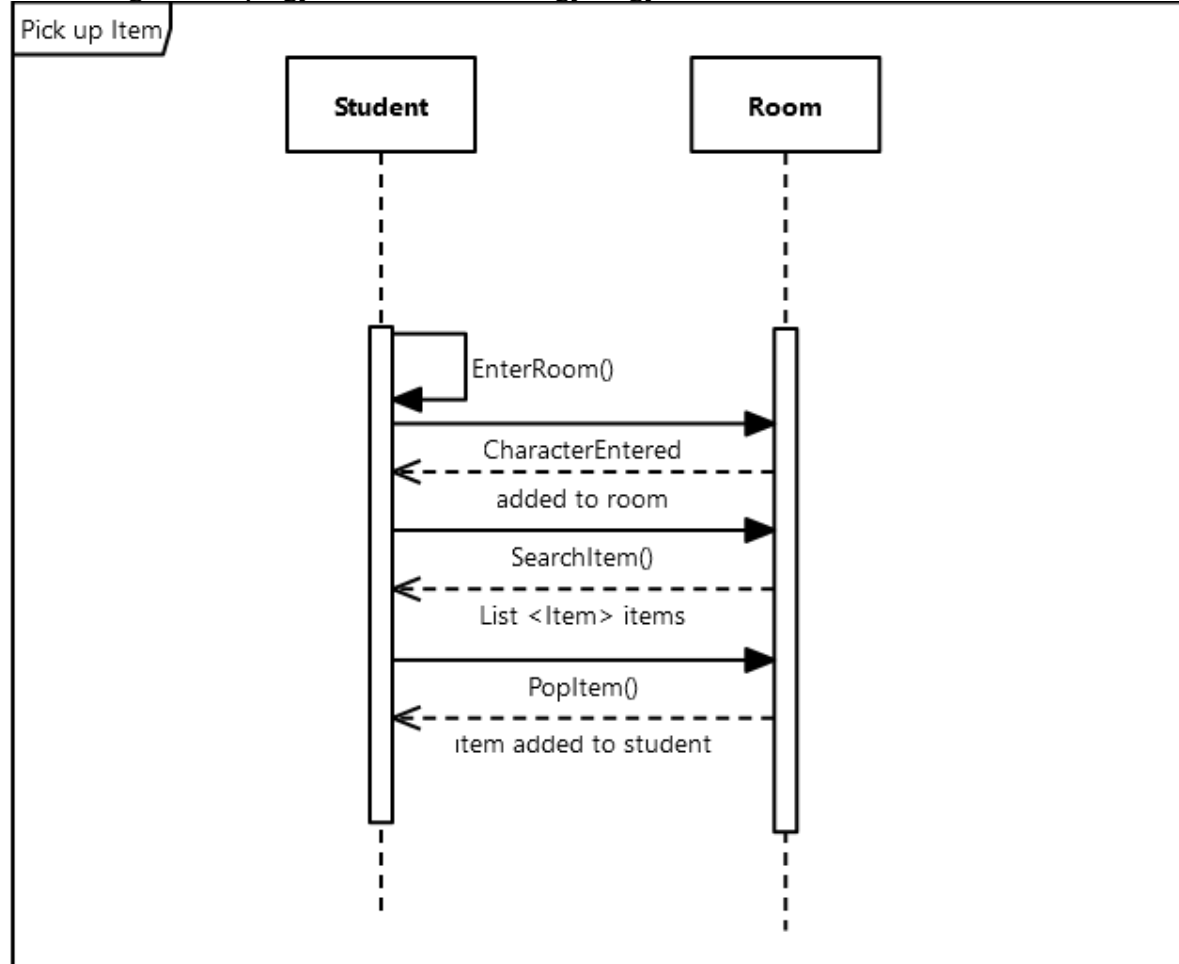 Pick up Item
Student
Room
EnterRoom()
CharacterEntered
added to room
SearchItem()
List <Item> items
PopItem()
item added to student